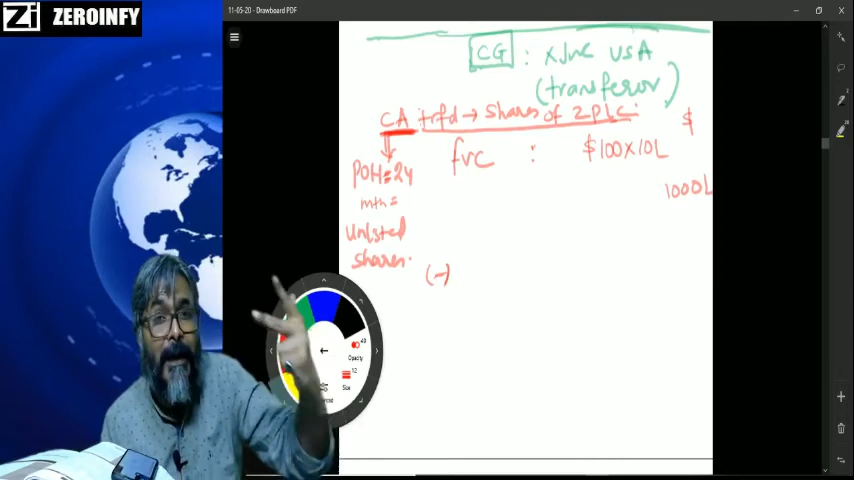 Zi ZEROINFY
11-05-20 - Drawboard PDF
CG : X Inc USA
(transferor)
CA trfd → Shares of Z PLC.
$
FVC : $100 x 10L
POH = 24
mth =
1000L
Unlisted
shares.
(-)
Opacity
Size